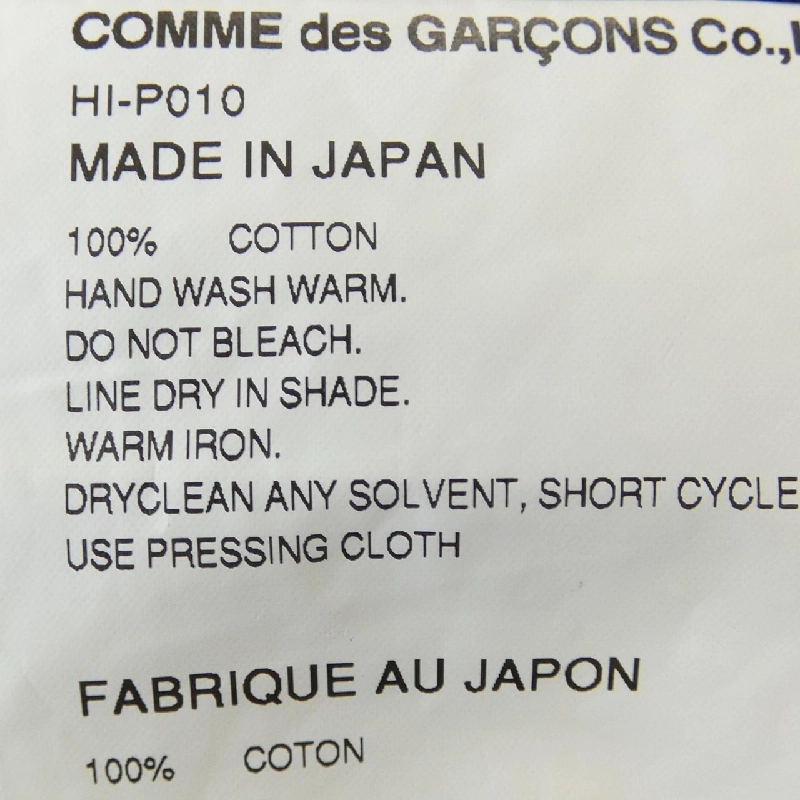 COMME des GARÇONS Co.,
HI-P010
MADE IN JAPAN
100% COTTON
HAND WASH WARM.
DO NOT BLEACH.
LINE DRY IN SHADE.
WARM IRON.
DRYCLEAN ANY SOLVENT, SHORT CYCLE
USE PRESSING CLOTH
FABRIQUE AU JAPON
100% COTON